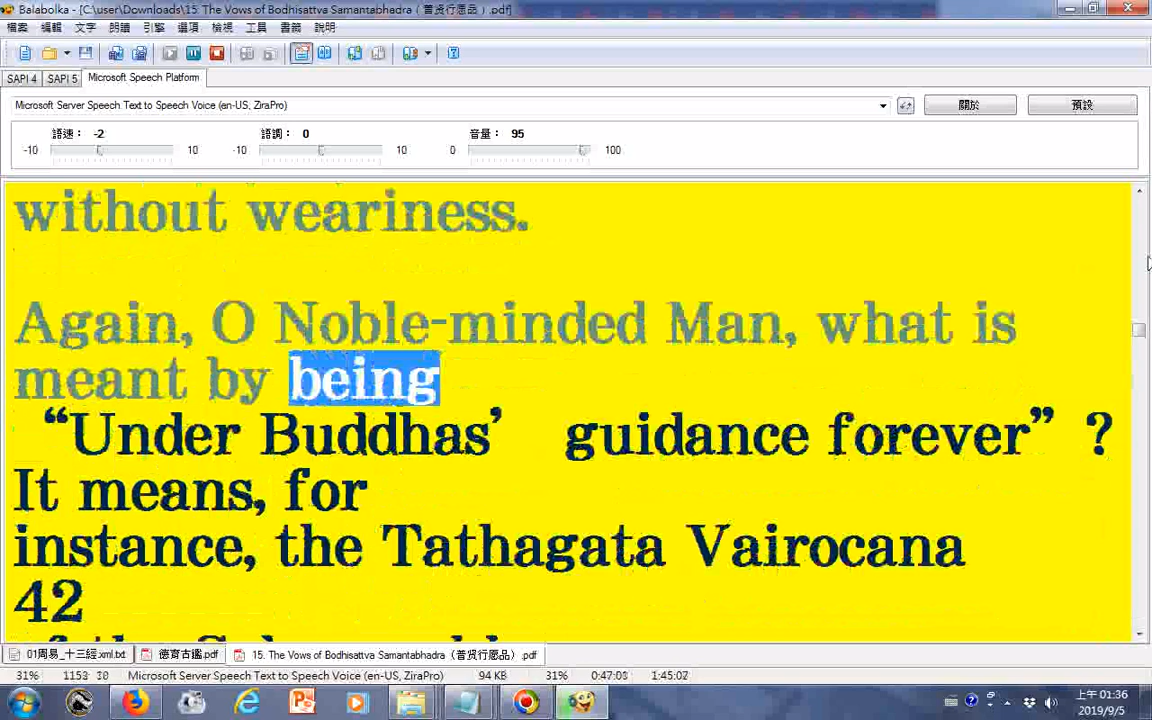 Balabolka - [C:\user\Downloads\15. The Vows of Bodhisattva Samantabhadra (普贤行愿品) .pdf]
檔案 編輯 文字 朗讀 引擎 選項 檢視 工具 書籤 說明
SAPI 4 SAPI 5 Microsoft Speech Platform
Microsoft Server Speech Text to Speech Voice (en-US, ZiraPro) 關於 預設
語速: -2 語調: 0 音量: 95
-10 10 -10 10 0 100
without weariness.
Again, O Noble-minded Man, what is
meant by being
“Under Buddhas’ guidance forever” ?
It means, for
instance, the Tathagata Vairocana
42
01周易_十三經.xml.txt 德育古鑑.pdf 15. The Vows of Bodhisattva Samantabhadra (普贤行愿品) .pdf
31% 1153 : 30 Microsoft Server Speech Text to Speech Voice (en-US, ZiraPro) 94 KB 31% 0:47:03 1:45:02
上午 01:36
2019/9/5